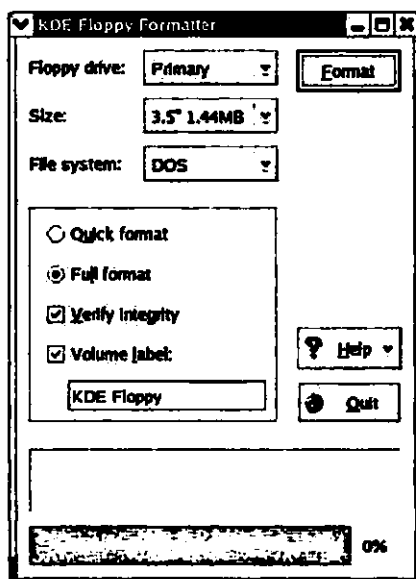 KDE Floppy Formatter
Floppy drive: Primary Format
Size: 3.5" 1.44MB
File system: DOS
Quick format
Full format
Verify integrity
Volume label:
KDE Floppy
Help
Quit
0%